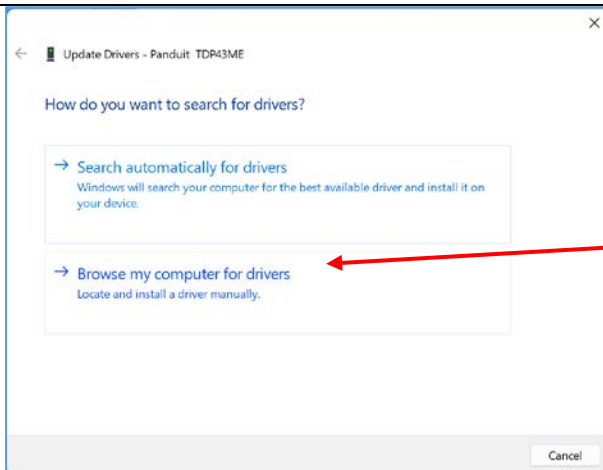 Update Drivers - Panduit TDP43ME
How do you want to search for drivers?
Search automatically for drivers
Windows will search your computer for the best available driver and install it on
your device.
Browse my computer for drivers
Locate and install a driver manually.
Cancel